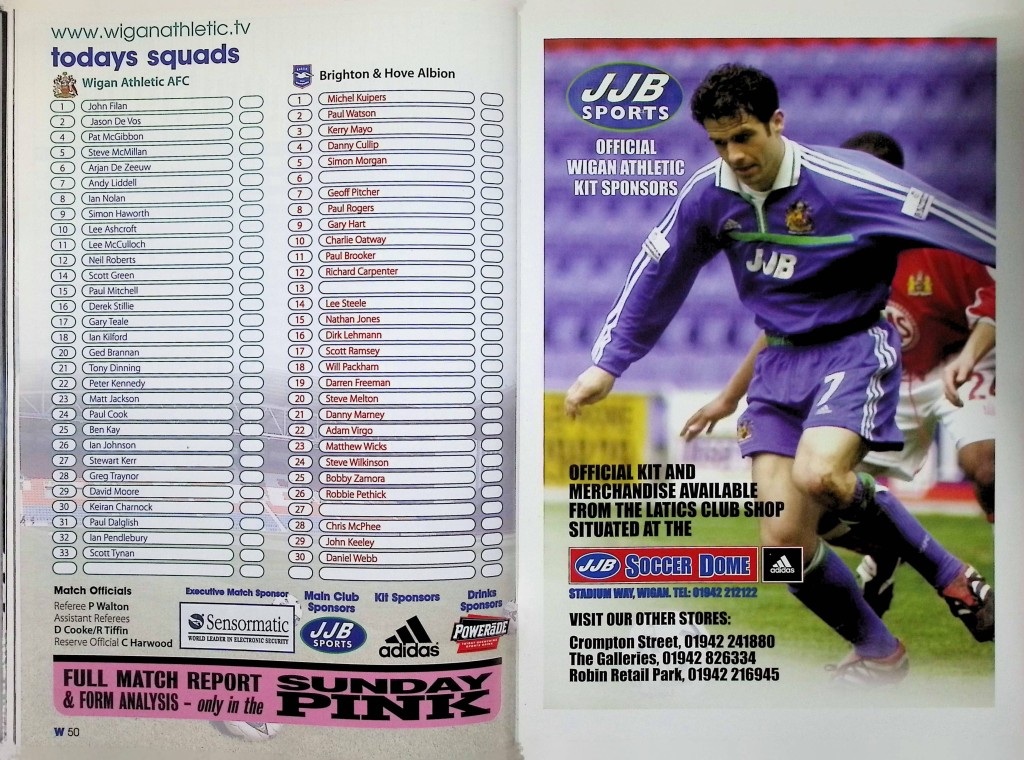 www.wiganathletic.tv
todays squads
Wigan Athletic AFC
1 John Filan
2 Jason De Vos
4 Pat McGibbon
5 Steve McMillan
6 Arjan De Zeeuw
7 Andy Liddell
8 Ian Nolan
9 Simon Haworth
10 Lee Ashcroft
11 Lee McCulloch
12 Neil Roberts
14 Scott Green
15 Paul Mitchell
16 Derek Stillie
17 Gary Teale
18 Ian Kilford
20 Ged Brannan
21 Tony Dinning
22 Peter Kennedy
23 Matt Jackson
24 Paul Cook
25 Ben Kay
26 Ian Johnson
27 Stewart Kerr
28 Greg Traynor
29 David Moore
30 Keiran Charnock
31 Paul Dalglish
32 Ian Pendlebury
33 Scott Tynan
Brighton & Hove Albion
1 Michel Kuipers
2 Paul Watson
3 Kerry Mayo
4 Danny Cullip
5 Simon Morgan
6
7 Geoff Pitcher
8 Paul Rogers
9 Gary Hart
10 Charlie Oatway
11 Paul Brooker
12 Richard Carpenter
13
14 Lee Steele
15 Nathan Jones
16 Dirk Lehmann
17 Scott Ramsey
18 Will Packham
19 Darren Freeman
20 Steve Melton
21 Danny Marney
22 Adam Virgo
23 Matthew Wicks
24 Steve Wilkinson
25 Bobby Zamora
26 Robbie Pethick
27
28 Chris McPhee
29 John Keeley
30 Daniel Webb
Match Officials
Referee P Walton
Assistant Referees
D Cooke/R Tiffin
Reserve Official C Harwood
Executive Match Sponsor
Sensormatic
WORLD LEADER IN ELECTRONIC SECURITY
Main Club
Sponsors
JJB
SPORTS
Kit Sponsors
adidas
Drinks
Sponsors
POWERADE
FULL MATCH REPORT
& FORM ANALYSIS - only in the
SUNDAY
PINK
W 50
JJB
SPORTS
OFFICIAL
WIGAN ATHLETIC
KIT SPONSORS
JJB
7
OFFICIAL KIT AND
MERCHANDISE AVAILABLE
FROM THE LATICS CLUB SHOP
SITUATED AT THE
JJB SOCCER DOME
adidas
STADIUM WAY, WIGAN. TEL: 01942 212122
VISIT OUR OTHER STORES:
Crompton Street, 01942 241880
The Galleries, 01942 826334
Robin Retail Park, 01942 216945